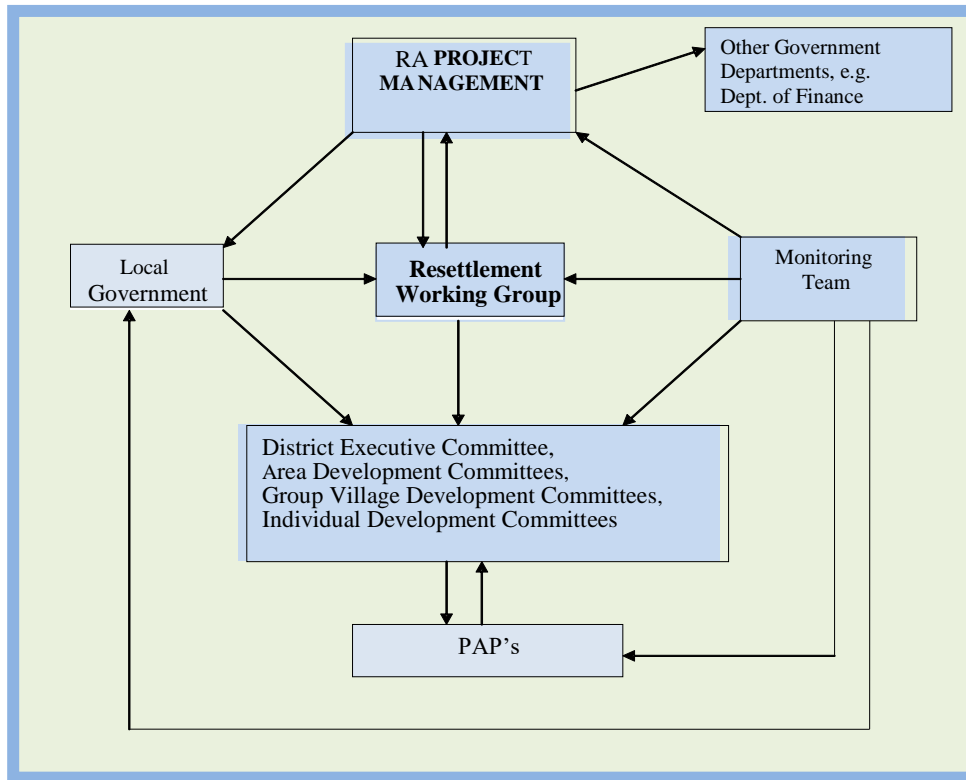 RA PROJECT
MANAGEMENT
Other Government
Departments, e.g.
Dept. of Finance
Local
Government
Resettlement
Working Group
Monitoring
Team
District Executive Committee,
Area Development Committees,
Group Village Development Committees,
Individual Development Committees
PAP's